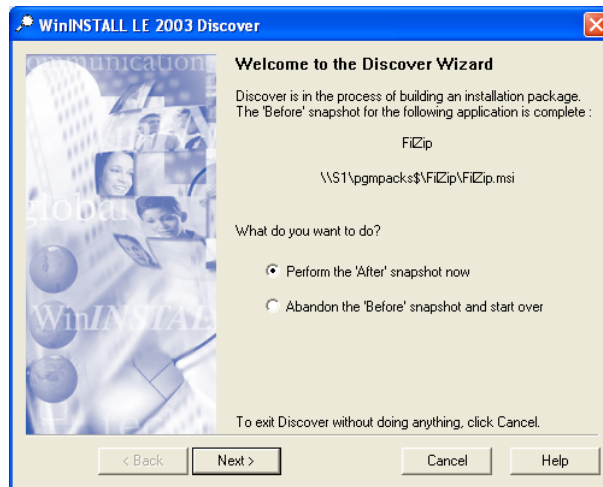 WinINSTALL LE 2003 Discover
communication
Welcome to the Discover Wizard
Discover is in the process of building an installation package.
The 'Before' snapshot for the following application is complete :
FilZip
\\S1\pgmpacks$\FilZip\FilZip.msi
global
What do you want to do?
Perform the 'After' snapshot now
Abandon the 'Before' snapshot and start over
WinINSTAL
To exit Discover without doing anything, click Cancel.
< Back
Next >
Cancel
Help